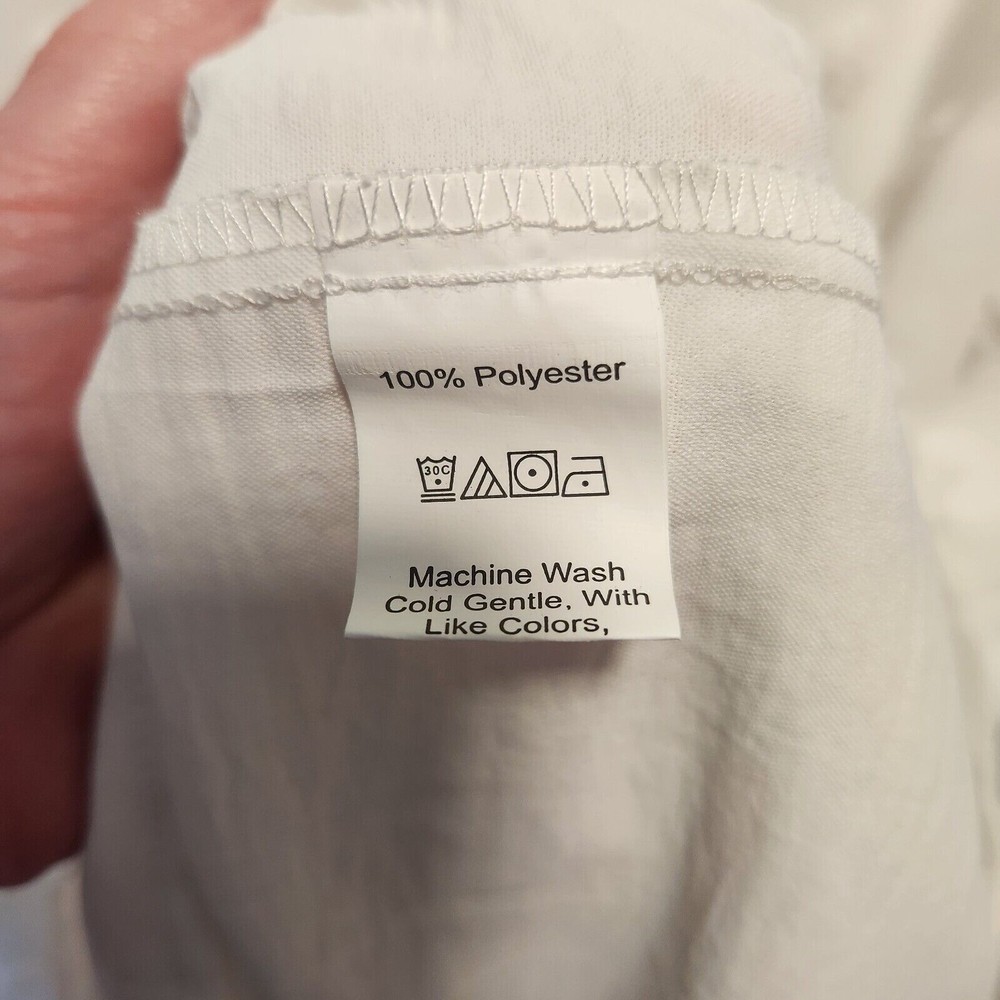 100% Polyester
30C
Machine Wash
Cold Gentle, With
Like Colors,